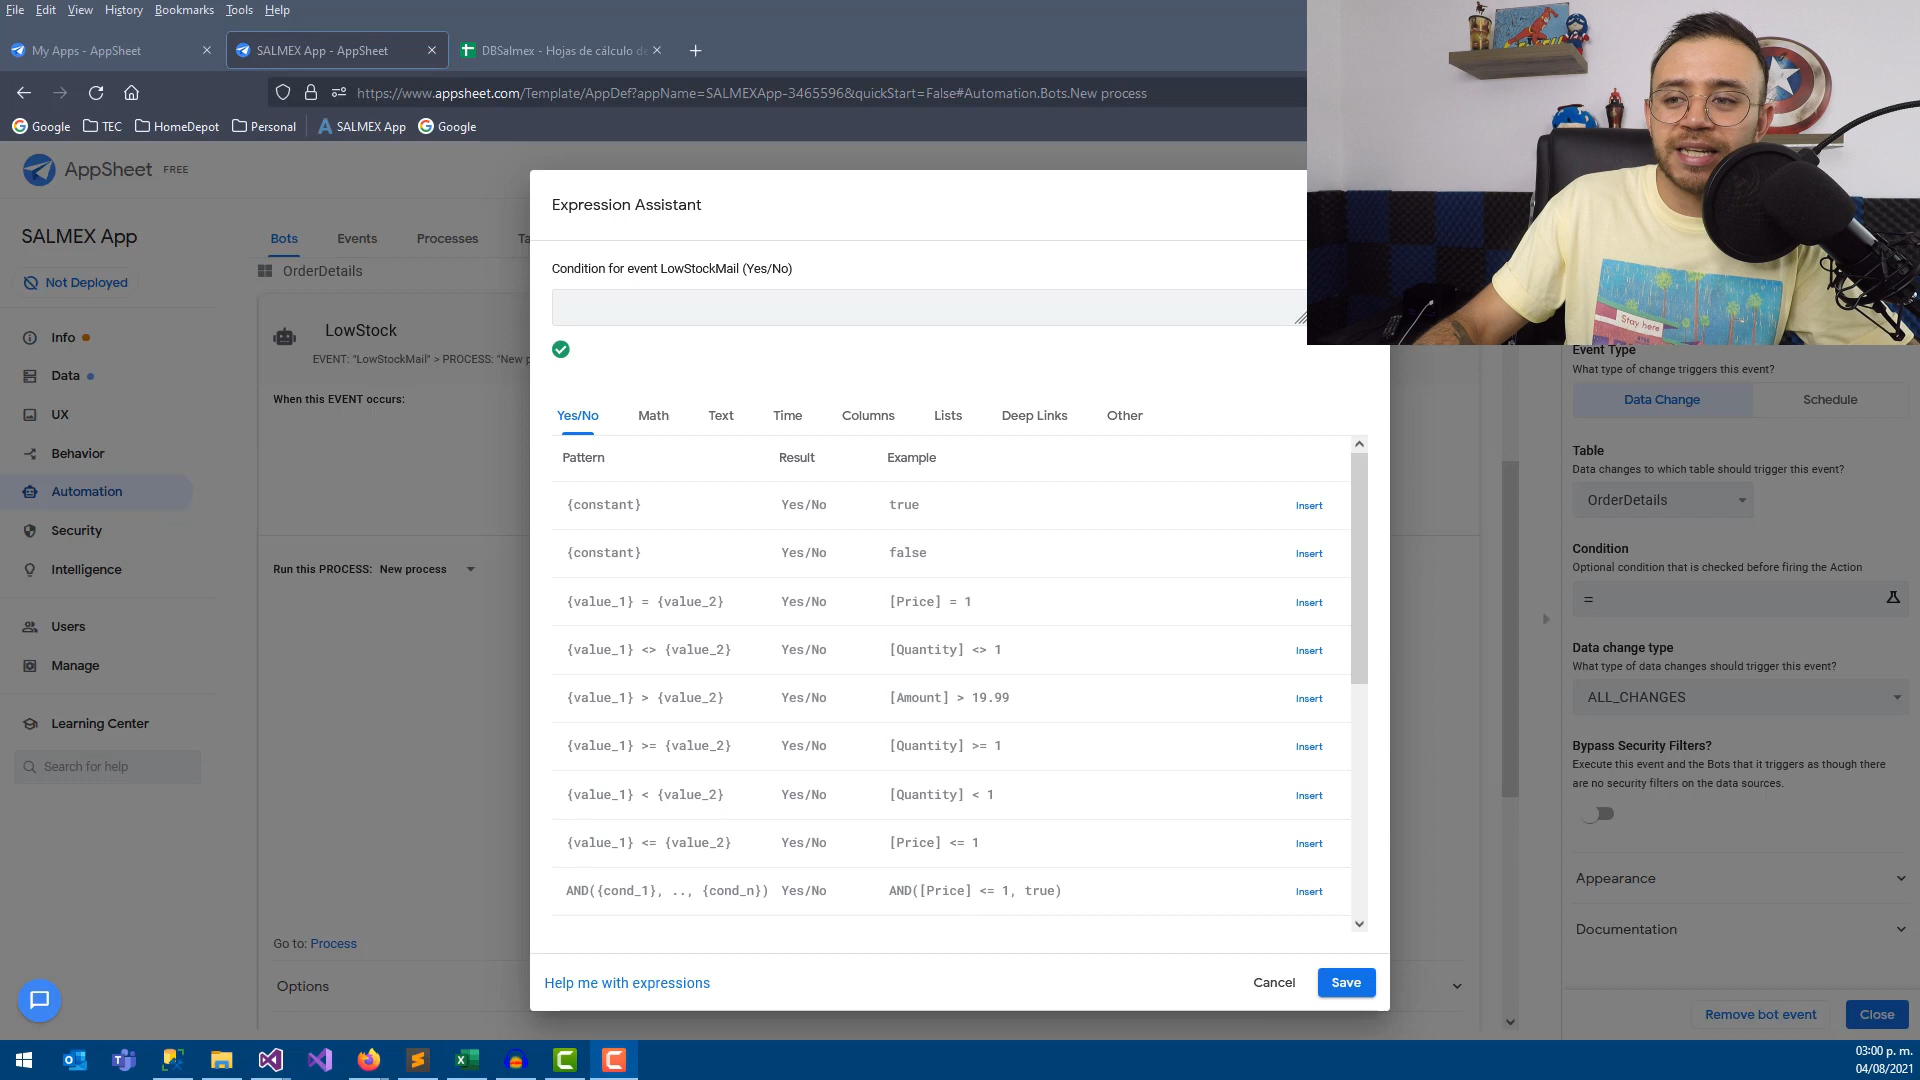 File Edit View History Bookmarks Tools Help
My Apps - AppSheet
SALMEX App - AppSheet
DBSalmex - Hojas de cálculo de
https://www.appsheet.com/Template/AppDef?appName=SALMEXApp-3465596&quickStart=False#Automation.Bots.New process
Google TEC HomeDepot Personal SALMEX App Google
AppSheet FREE
SALMEX App
Not Deployed
Info
Data
UX
Behavior
Automation
Security
Intelligence
Users
Manage
Learning Center
Search for help
Bots Events Processes Ta
OrderDetails
LowStock
EVENT: "LowStockMail" > PROCESS: "New p
When this EVENT occurs:
Run this PROCESS: New process
Go to: Process
Options
Expression Assistant
Condition for event LowStockMail (Yes/No)
Yes/No Math Text Time Columns Lists Deep Links Other
Pattern Result Example
{constant} Yes/No true Insert
{constant} Yes/No false Insert
{value_1} = {value_2} Yes/No [Price] = 1 Insert
{value_1} <> {value_2} Yes/No [Quantity] <> 1 Insert
{value_1} > {value_2} Yes/No [Amount] > 19.99 Insert
{value_1} >= {value_2} Yes/No [Quantity] >= 1 Insert
{value_1} < {value_2} Yes/No [Quantity] < 1 Insert
{value_1} <= {value_2} Yes/No [Price] <= 1 Insert
AND({cond_1}, .., {cond_n}) Yes/No AND([Price] <= 1, true) Insert
Help me with expressions
Cancel
Save
Stay here
Event Type
What type of change triggers this event?
Data Change Schedule
Table
Data changes to which table should trigger this event?
OrderDetails
Condition
Optional condition that is checked before firing the Action
=
Data change type
What type of data changes should trigger this event?
ALL_CHANGES
Bypass Security Filters?
Execute this event and the Bots that it triggers as though there
are no security filters on the data sources.
Appearance
Documentation
Remove bot event
Close
03:00 p. m.
04/08/2021